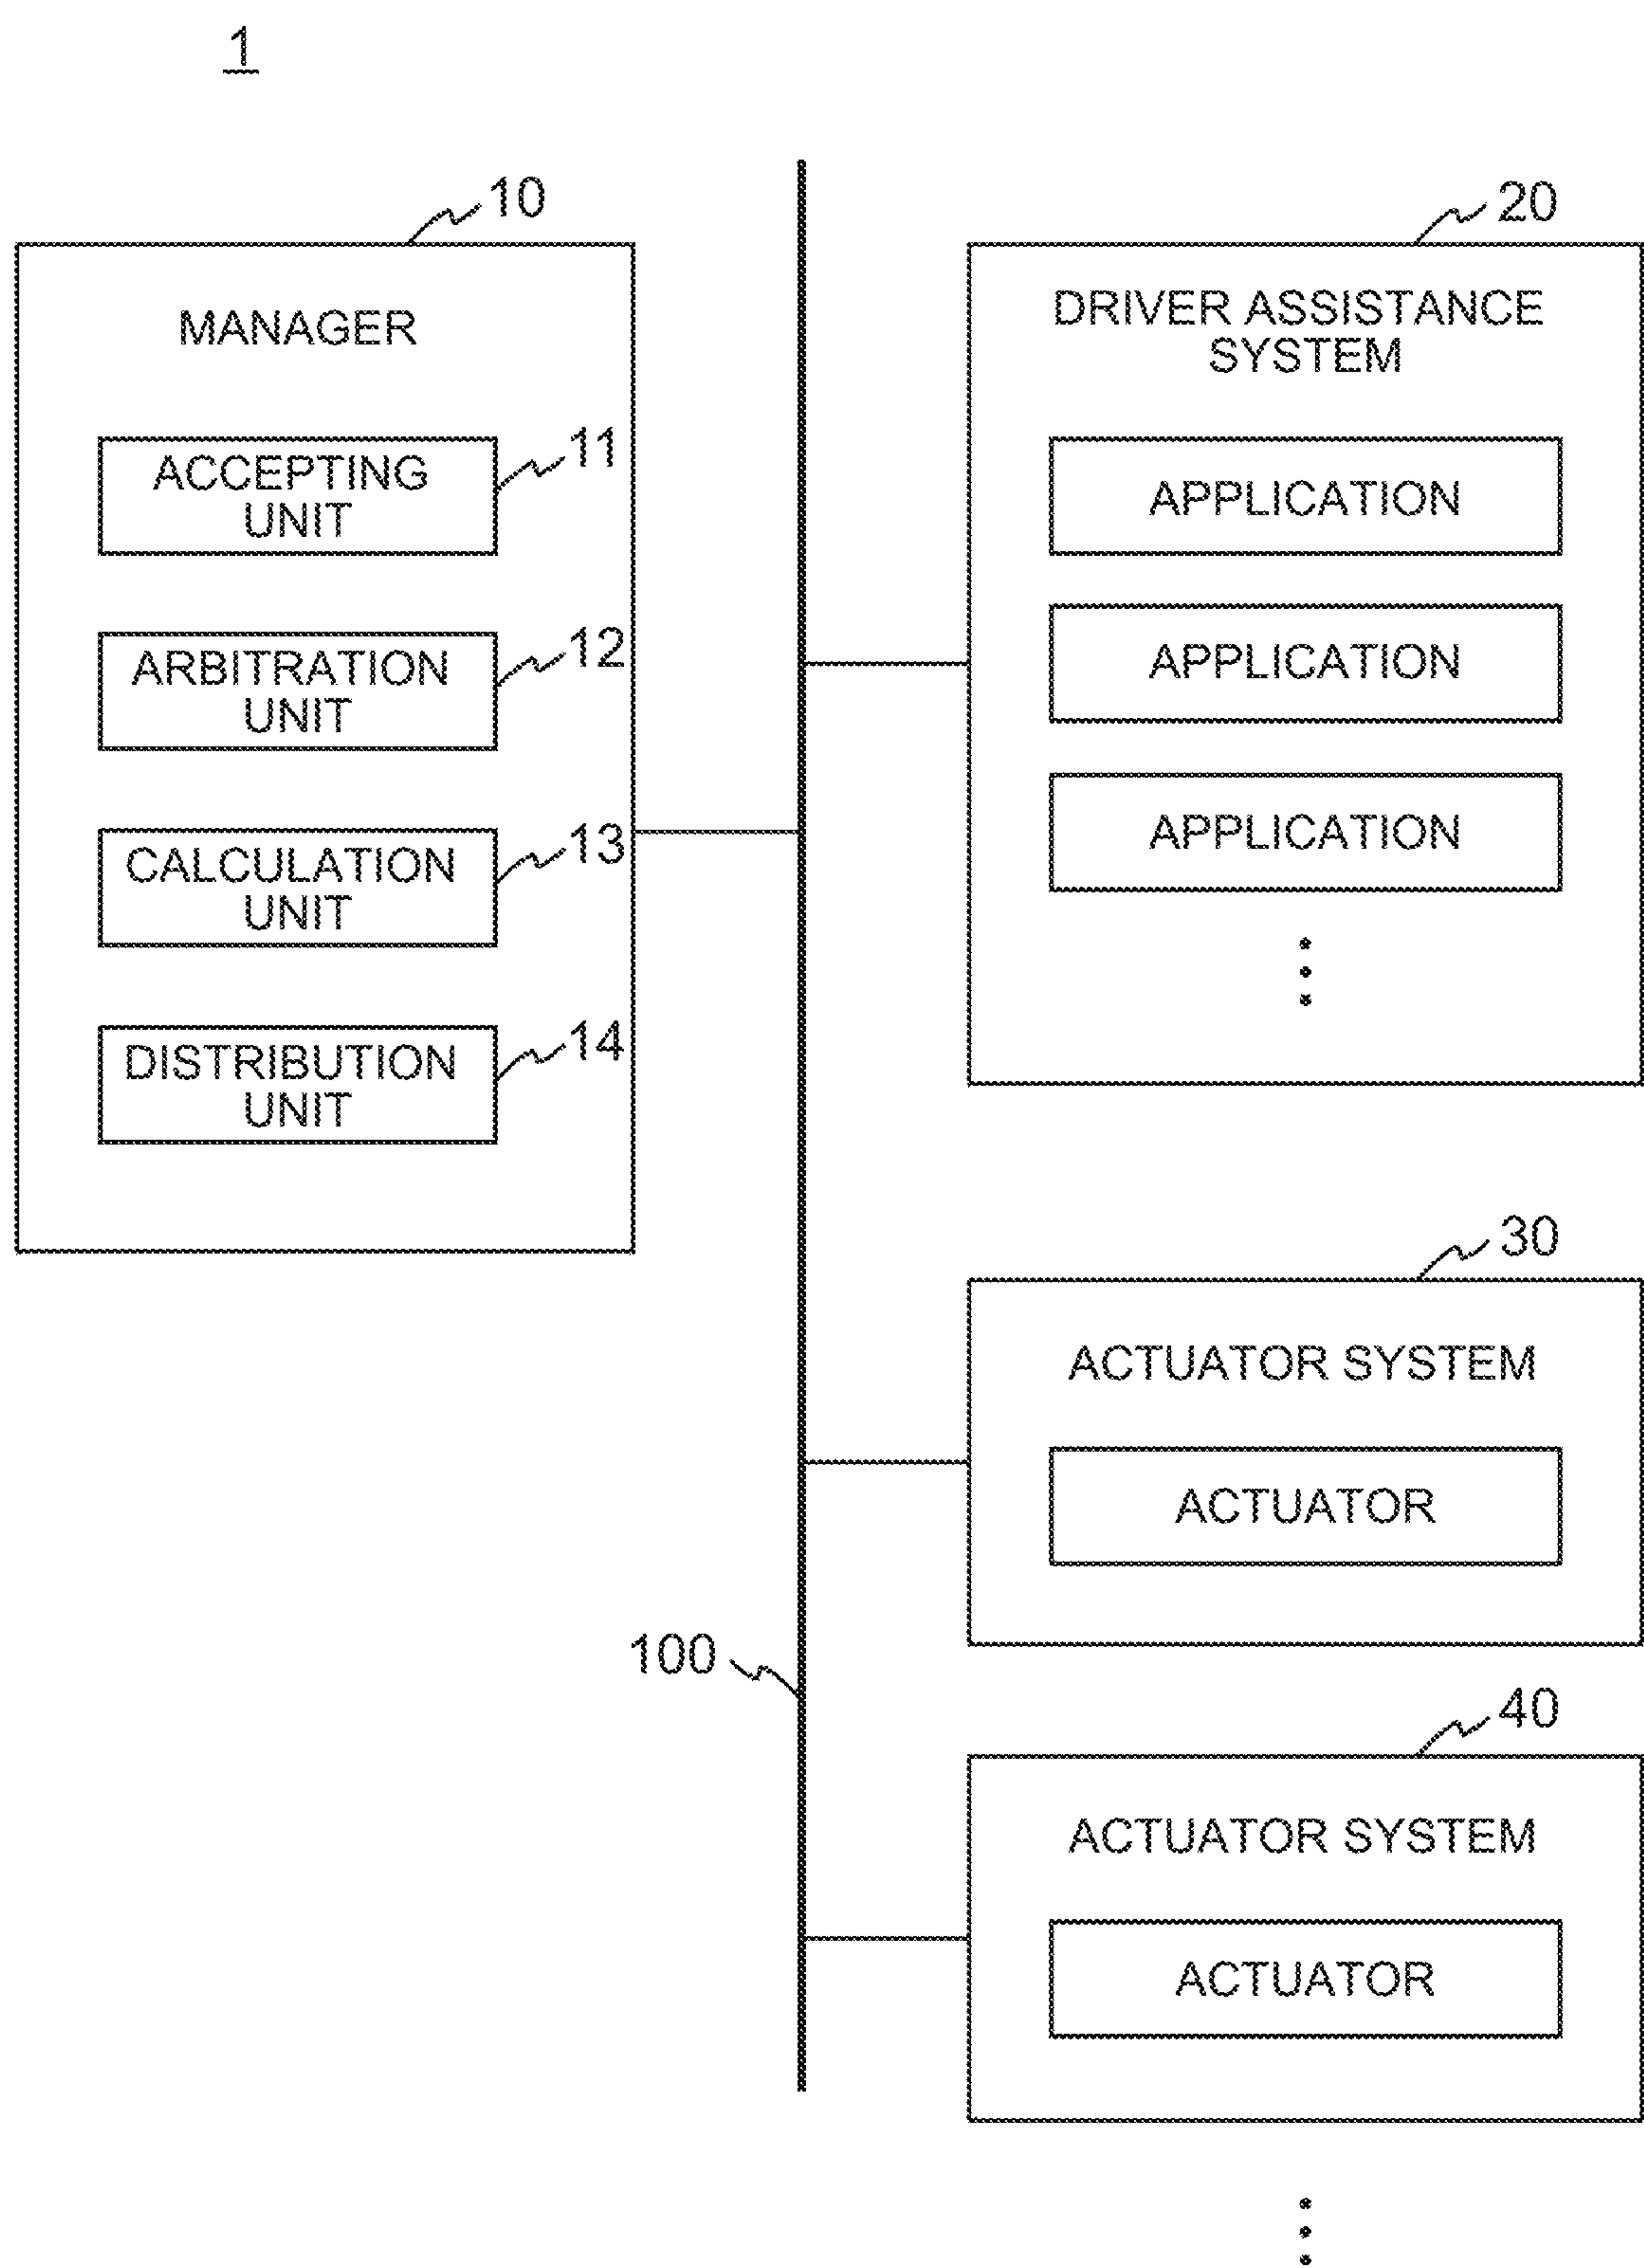 1
10
MANAGER
11
ACCEPTING
UNIT
12
ARBITRATION
UNIT
13
CALCULATION
UNIT
14
DISTRIBUTION
UNIT
100
20
DRIVER ASSISTANCE
SYSTEM
APPLICATION
APPLICATION
APPLICATION
30
ACTUATOR SYSTEM
ACTUATOR
40
ACTUATOR SYSTEM
ACTUATOR